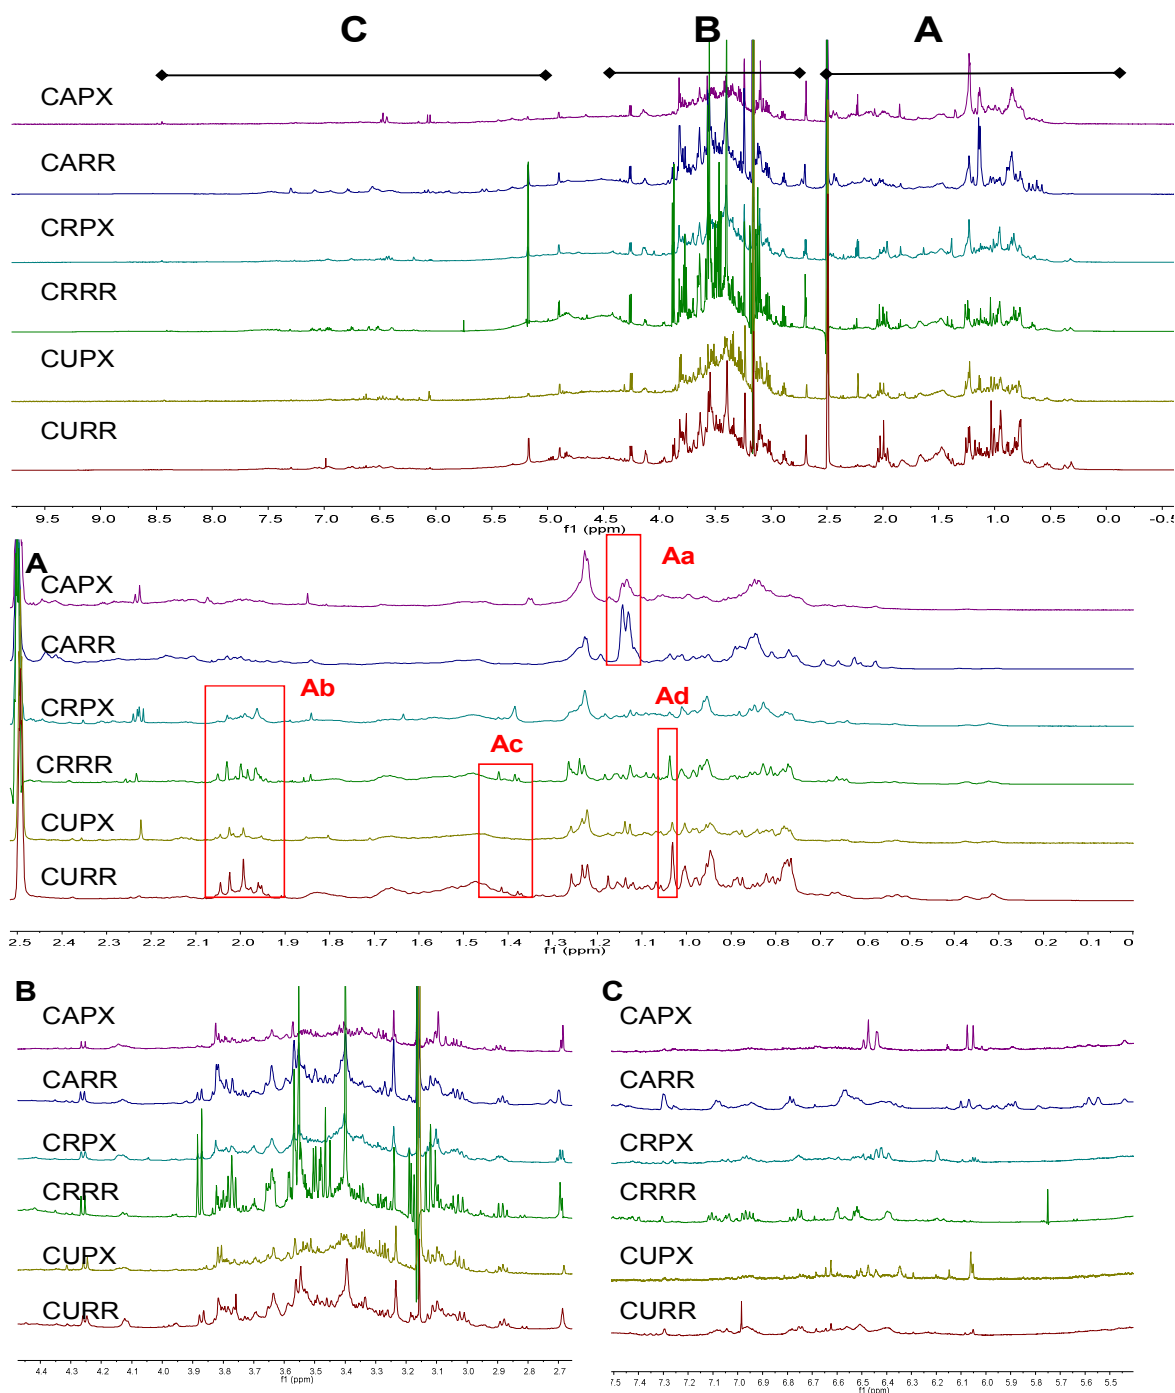 C B A
CAPX
CARR
CRPX
CRRR
CUPX
CURR
9.5 9.0 8.5 8.0 7.5 7.0 6.5 6.0 5.5 5.0 4.5 4.0 3.5 3.0 2.5 2.0 1.5 1.0 0.5 0.0 -0.5
f1 (ppm)
A
Aa
CAPX
CARR
Ab
Ad
CRPX
Ac
CRRR
CUPX
CURR
2.5 2.4 2.3 2.2 2.1 2.0 1.9 1.8 1.7 1.6 1.5 1.4 1.3 1.2 1.1 1.0 0.9 0.8 0.7 0.6 0.5 0.4 0.3 0.2 0.1 0
f1 (ppm)
B
CAPX
CARR
CRPX
CRRR
CUPX
CURR
4.4 4.3 4.2 4.1 4.0 3.9 3.8 3.7 3.6 3.5 3.4 3.3 3.2 3.1 3.0 2.9 2.8 2.7
f1 (ppm)
C
CAPX
CARR
CRPX
CRRR
CUPX
CURR
7.5 7.4 7.3 7.2 7.1 7.0 6.9 6.8 6.7 6.6 6.5 6.4 6.3 6.2 6.1 6.0 5.9 5.8 5.7 5.6 5.5 5.4
f1 (ppm)